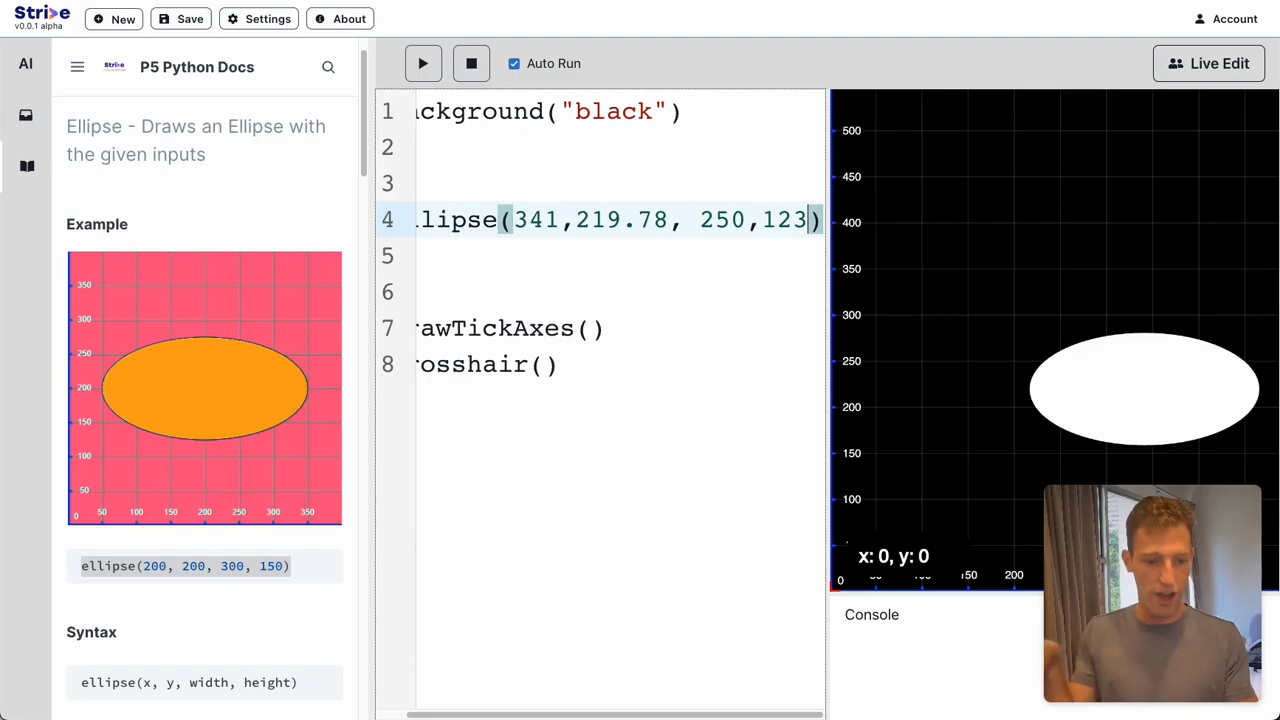 Strive
v0.0.1 alpha
New
Save
Settings
About
Account
AI
Strive
P5 Python Docs
Auto Run
Live Edit
Ellipse - Draws an Ellipse with
the given inputs
Example
350
300
250
200
150
100
50
0
50
100
150
200
250
300
350
ellipse(200, 200, 300, 150)
Syntax
ellipse(x, y, width, height)
1
ckground("black")
2
3
4
llipse(341,219.78, 250,123)
5
6
7
rawTickAxes()
8
rosshair()
500
450
400
350
300
250
200
150
100
x: 0, y: 0
0
150
200
Console